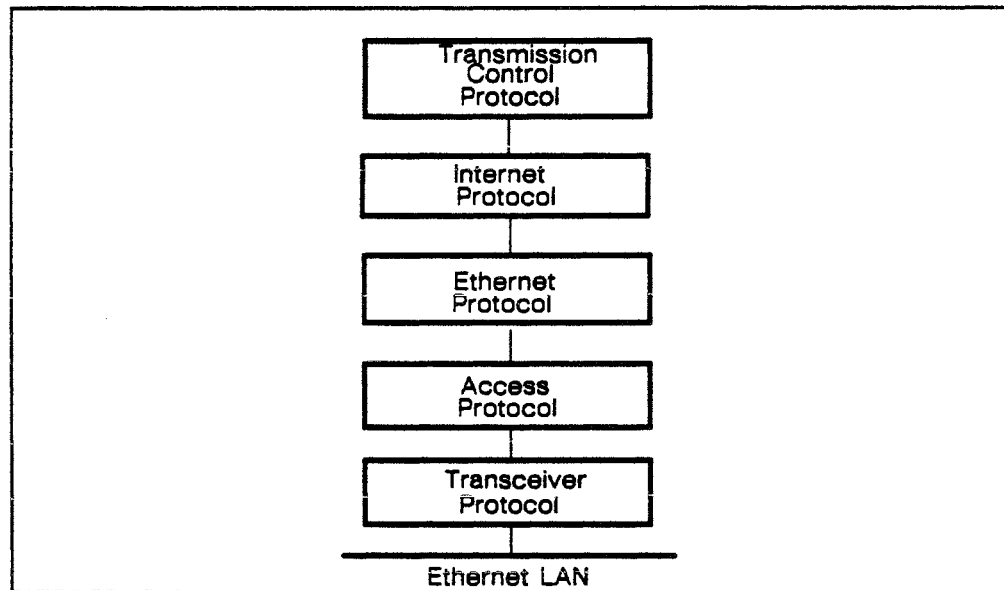 Transmission
Control
Protocol
Internet
Protocol
Ethernet
Protocol
Access
Protocol
Transceiver
Protocol
Ethernet LAN